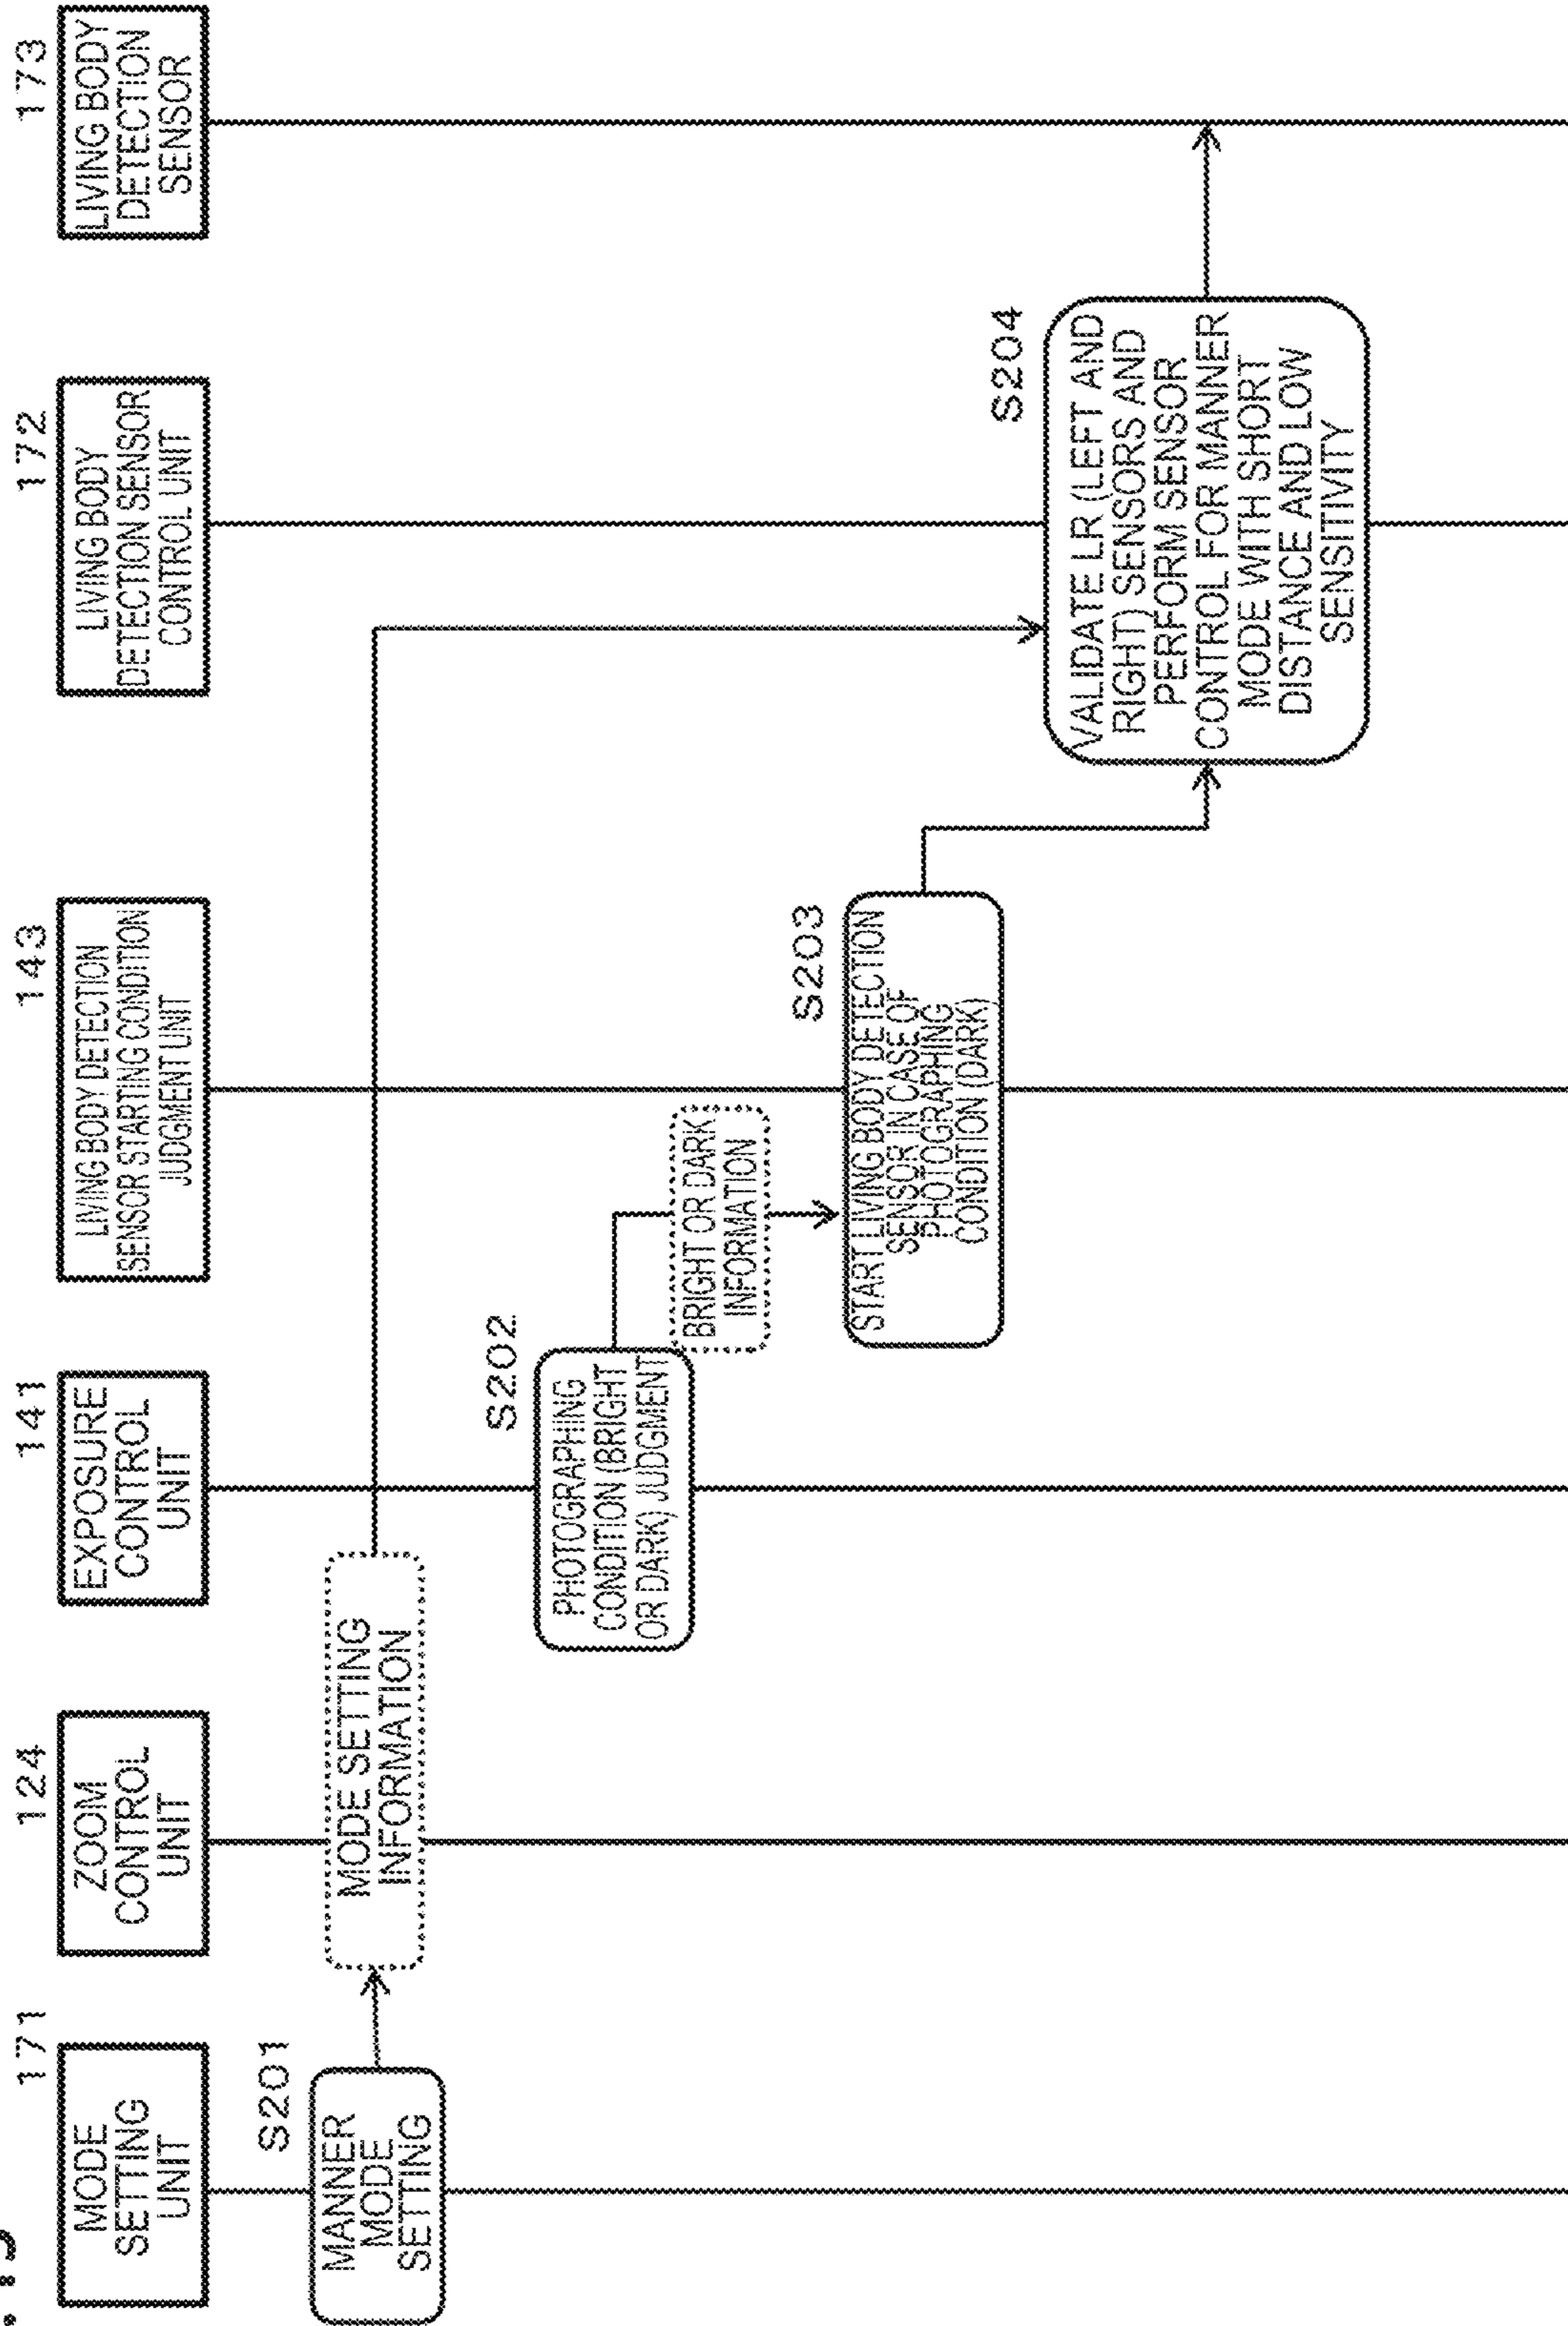 171
MODE
SETTING
UNIT
124
ZOOM
CONTROL
UNIT
141
EXPOSURE
CONTROL
UNIT
143
LIVING BODY DETECTION
SENSOR STARTING CONDITION
JUDGMENT UNIT
172
LIVING BODY
DETECTION SENSOR
CONTROL UNIT
173
LIVING BODY
DETECTION
SENSOR
S201
MANNER
MODE
SETTING
MODE SETTING
INFORMATION
S202
PHOTOGRAPHING
CONDITION (BRIGHT
OR DARK) JUDGMENT
BRIGHT OR DARK
INFORMATION
S203
START LIVING BODY DETECTION
SENSOR IN CASE OF
PHOTOGRAPHING
CONDITION (DARK)
S204
VALIDATE LR (LEFT AND
RIGHT) SENSORS AND
PERFORM SENSOR
CONTROL FOR MANNER
MODE WITH SHORT
DISTANCE AND LOW
SENSITIVITY